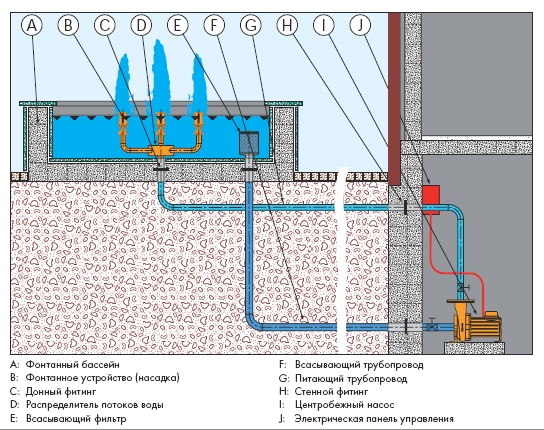 A B C D E F G H I J
A: Фонтанный бассейн
B: Фонтанное устройство (насадка)
C: Донный фитинг
D: Распределитель потоков воды
E: Всасывающий фильтр
F: Всасывающий трубопровод
G: Питающий трубопровод
H: Стенной фитинг
I: Центробежный насос
J: Электрическая панель управления